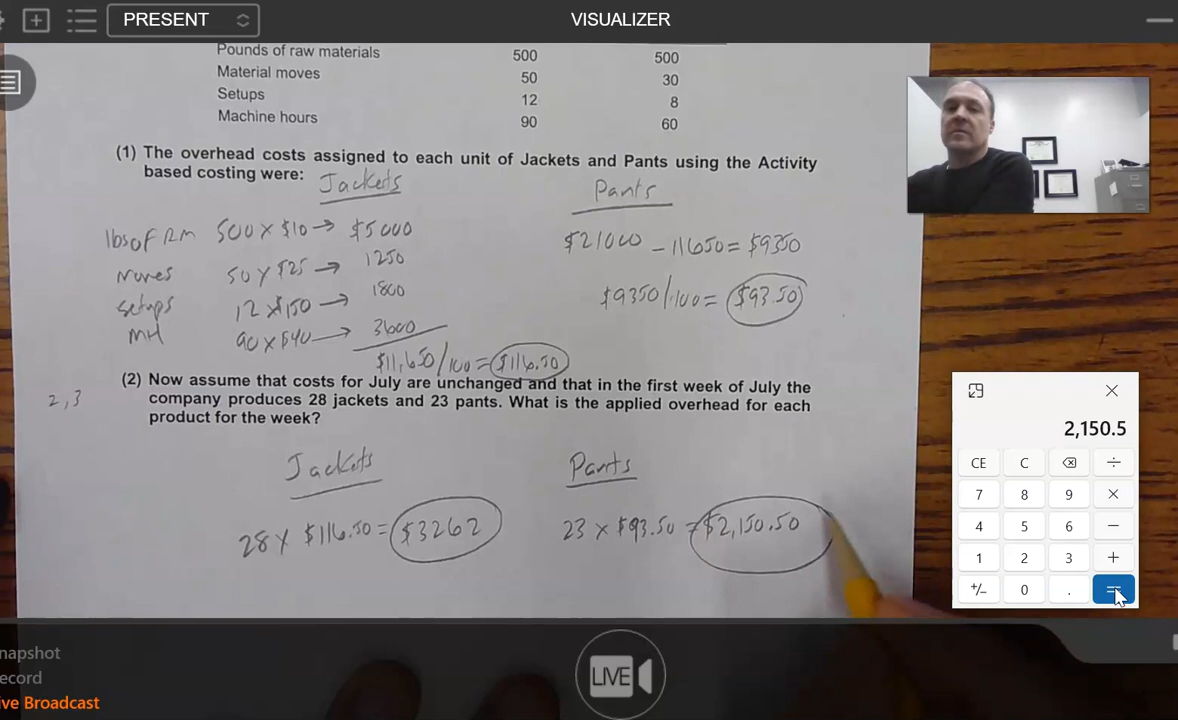 PRESENT
VISUALIZER
Pounds of raw materials 500 500
Material moves 50 30
Setups 12 8
Machine hours 90 60
(1) The overhead costs assigned to each unit of Jackets and Pants using the Activity
based costing were:
Jackets
Pants
lbs of RM 500 x $10 → $5000
$21000 - 11650 = $9350
moves 50 x $25 → 1250
setups 12 x $150 → 1800
$9350/100 = $93.50
MH 90 x $40 → 3600
$11,650/100 = $116.50
2,3
(2) Now assume that costs for July are unchanged and that in the first week of July the
company produces 28 jackets and 23 pants. What is the applied overhead for each
product for the week?
Jackets
Pants
28 x $116.50 = $3262
23 x $93.50 = $2,150.50
2,150.5
CE C ÷
7 8 9 ×
4 5 6 −
1 2 3 +
+/− 0 . =
LIVE
napshot
ecord
ive Broadcast